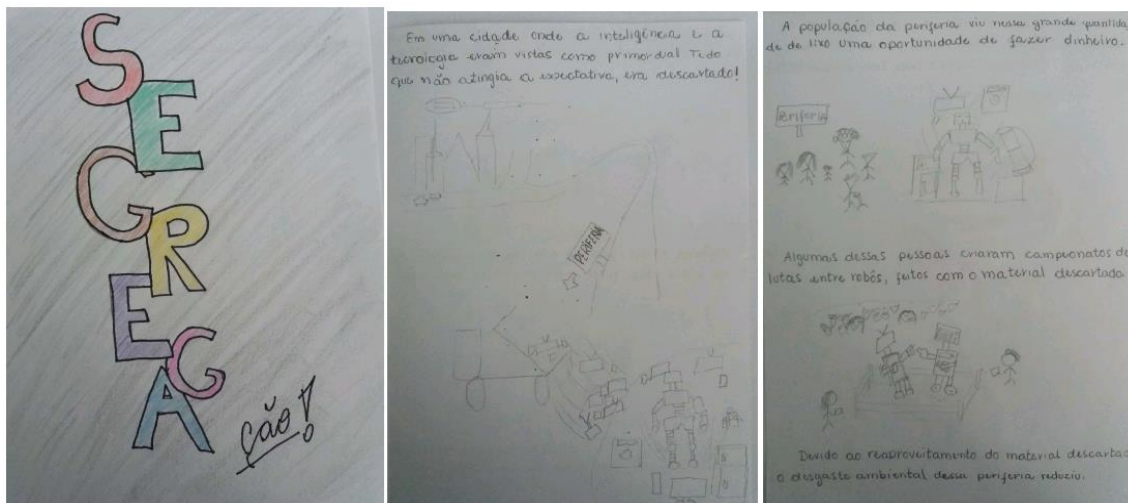 SEGREGA
ção!
Em uma cidade onde a inteligência e a
tecnologia eram vistas como primordial Tudo
que não atingia a expectativa, era descartado!
PERIFERIA
A população da periferia viu nessa grande quantida
de de lixo uma oportunidade de fazer dinheiro.
Periferia
Algumas dessas pessoas criaram campeonatos de
lutas entre robôs, feitos com o material descartado
Devido ao reaproveitamento do material descarta
o desgaste ambiental dessa periferia reduziu.